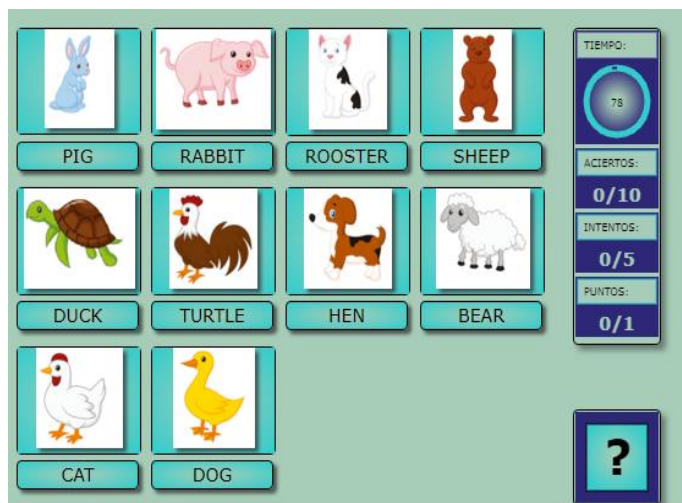 PIG RABBIT ROOSTER SHEEP
DUCK TURTLE HEN BEAR
CAT DOG
TIEMPO:
78
ACIERTOS:
0/10
INTENTOS:
0/5
PUNTOS:
0/1
?